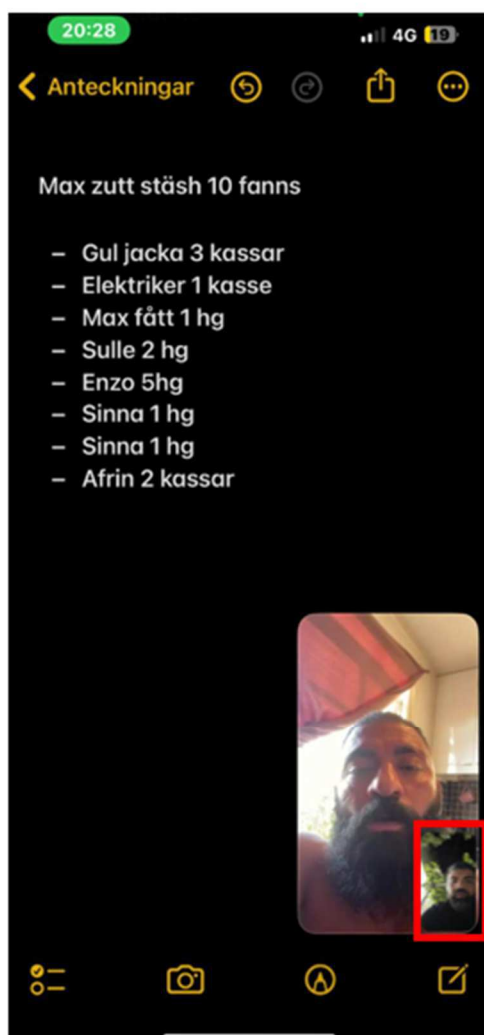 20:28
4G 19
Anteckningar
Max zutt stäsh 10 fanns
– Gul jacka 3 kassar
– Elektriker 1 kasse
– Max fått 1 hg
– Sulle 2 hg
– Enzo 5hg
– Sinna 1 hg
– Sinna 1 hg
– Afrin 2 kassar